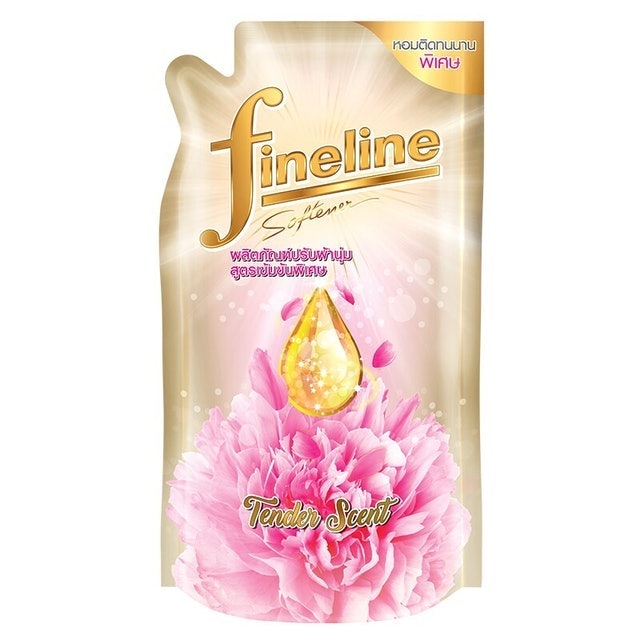 หอมติดทนนาน
พิเศษ
fineline
Softener
ผลิตภัณฑ์ปรับผ้านุ่ม
สูตรเข้มข้นพิเศษ
Tender Scent